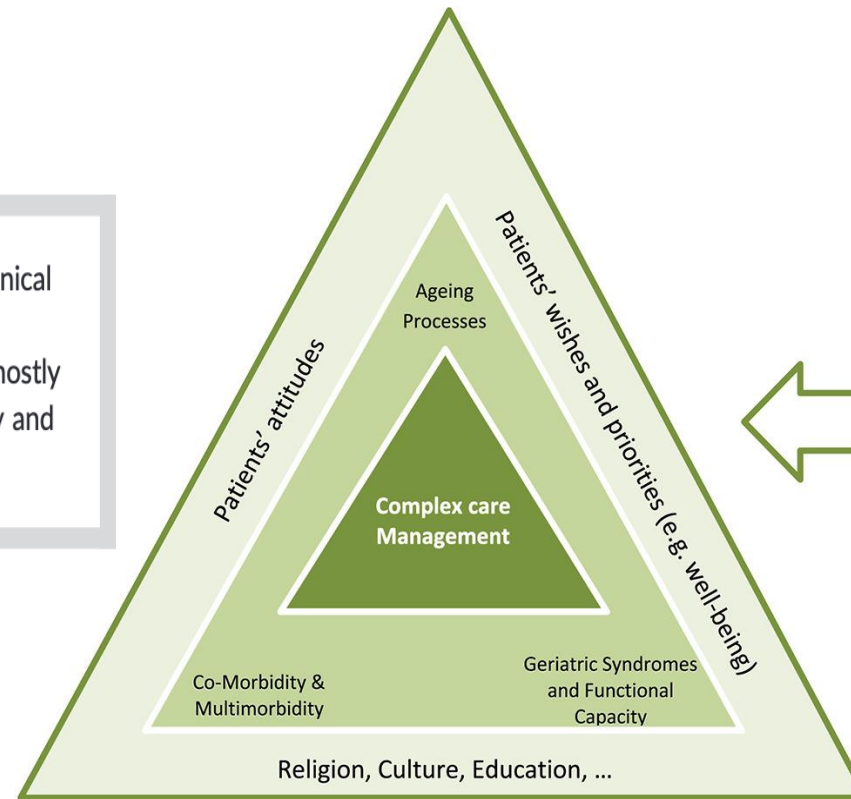 nostly
y and
Patients' attitudes
Patients' wishes and priorities (e.g. well-being)
Ageing
Processes
Complex care
Management
Co-Morbidity &
Multimorbidity
Geriatric Syndromes
and Functional
Capacity
Religion, Culture, Education, ...